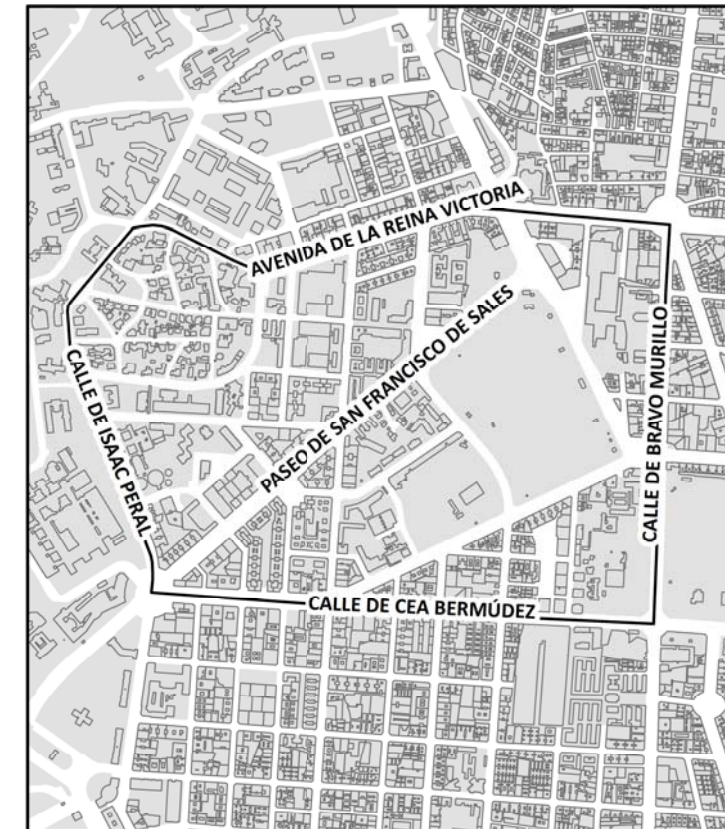 AVENIDA DE LA REINA VICTORIA
PASEO DE SAN FRANCISCO DE SALES
CALLE DE ISAAC PERAL
CALLE DE BRAVO MURILLO
CALLE DE CEA BERMÚDEZ